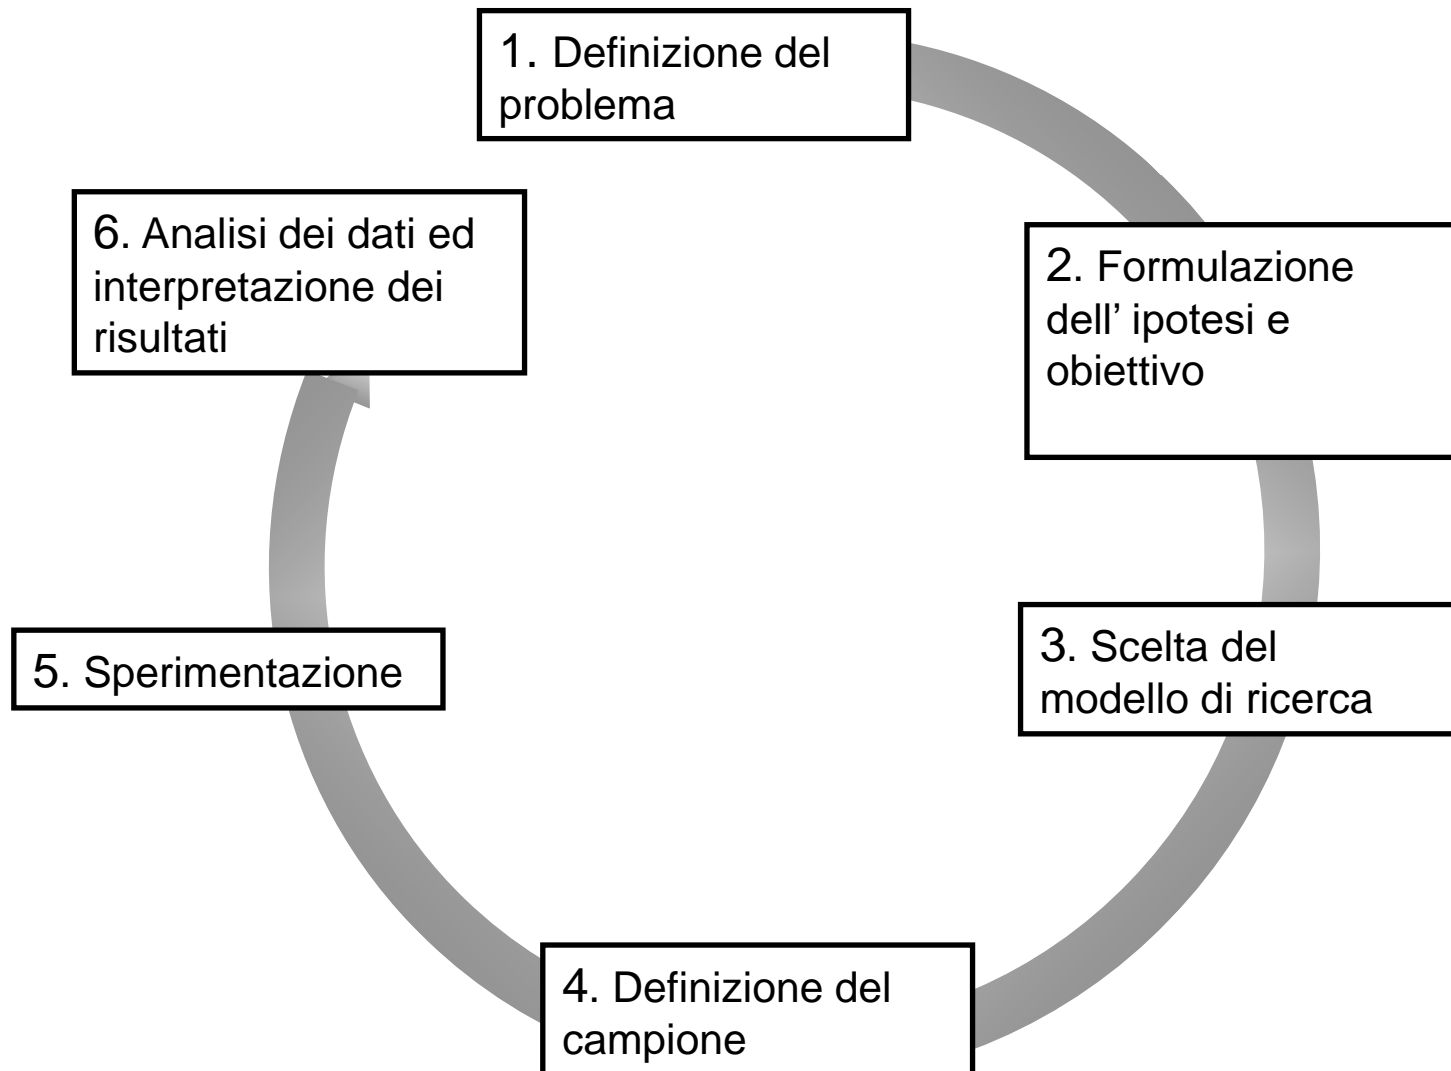 1. Definizione del
problema
2. Formulazione
dell’ ipotesi e
obiettivo
3. Scelta del
modello di ricerca
4. Definizione del
campione
5. Sperimentazione
6. Analisi dei dati ed
interpretazione dei
risultati